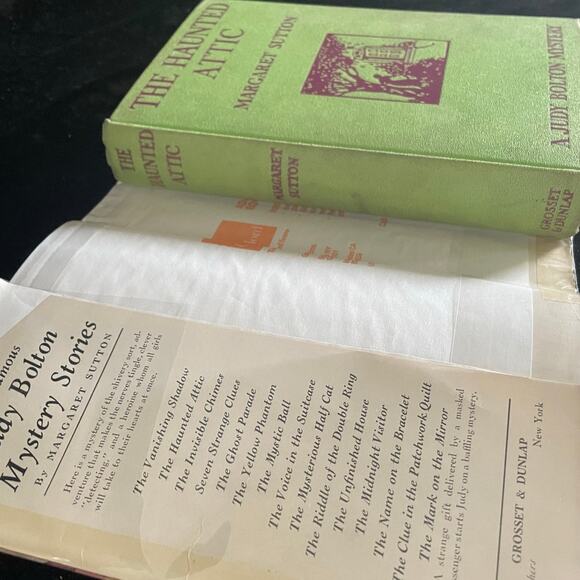 THE HAUNTED
ATTIC
MARGARET SUTTON
A JUDY BOLTON MYSTERY
THE
HAUNTED
ATTIC
MARGARET
SUTTON
GROSSET
& DUNLAP
Bolton
Mystery Stories
By MARGARET SUTTON
Here is a mystery of the shivery sort, ad-
venture that makes the nerves tingle, clever
"detecting," and a heroine whom all girls
will take to their hearts at once.
The Vanishing Shadow
The Haunted Attic
The Invisible Chimes
Seven Strange Clues
The Ghost Parade
The Yellow Phantom
The Mystic Ball
The Voice in the Suitcase
The Mysterious Half Cat
The Riddle of the Double Ring
The Unfinished House
The Midnight Visitor
The Name on the Bracelet
The Clue in the Patchwork Quilt
The Mark on the Mirror
A strange gift delivered by a masked
starts Judy on a baffling mystery.
GROSSET & DUNLAP
New York